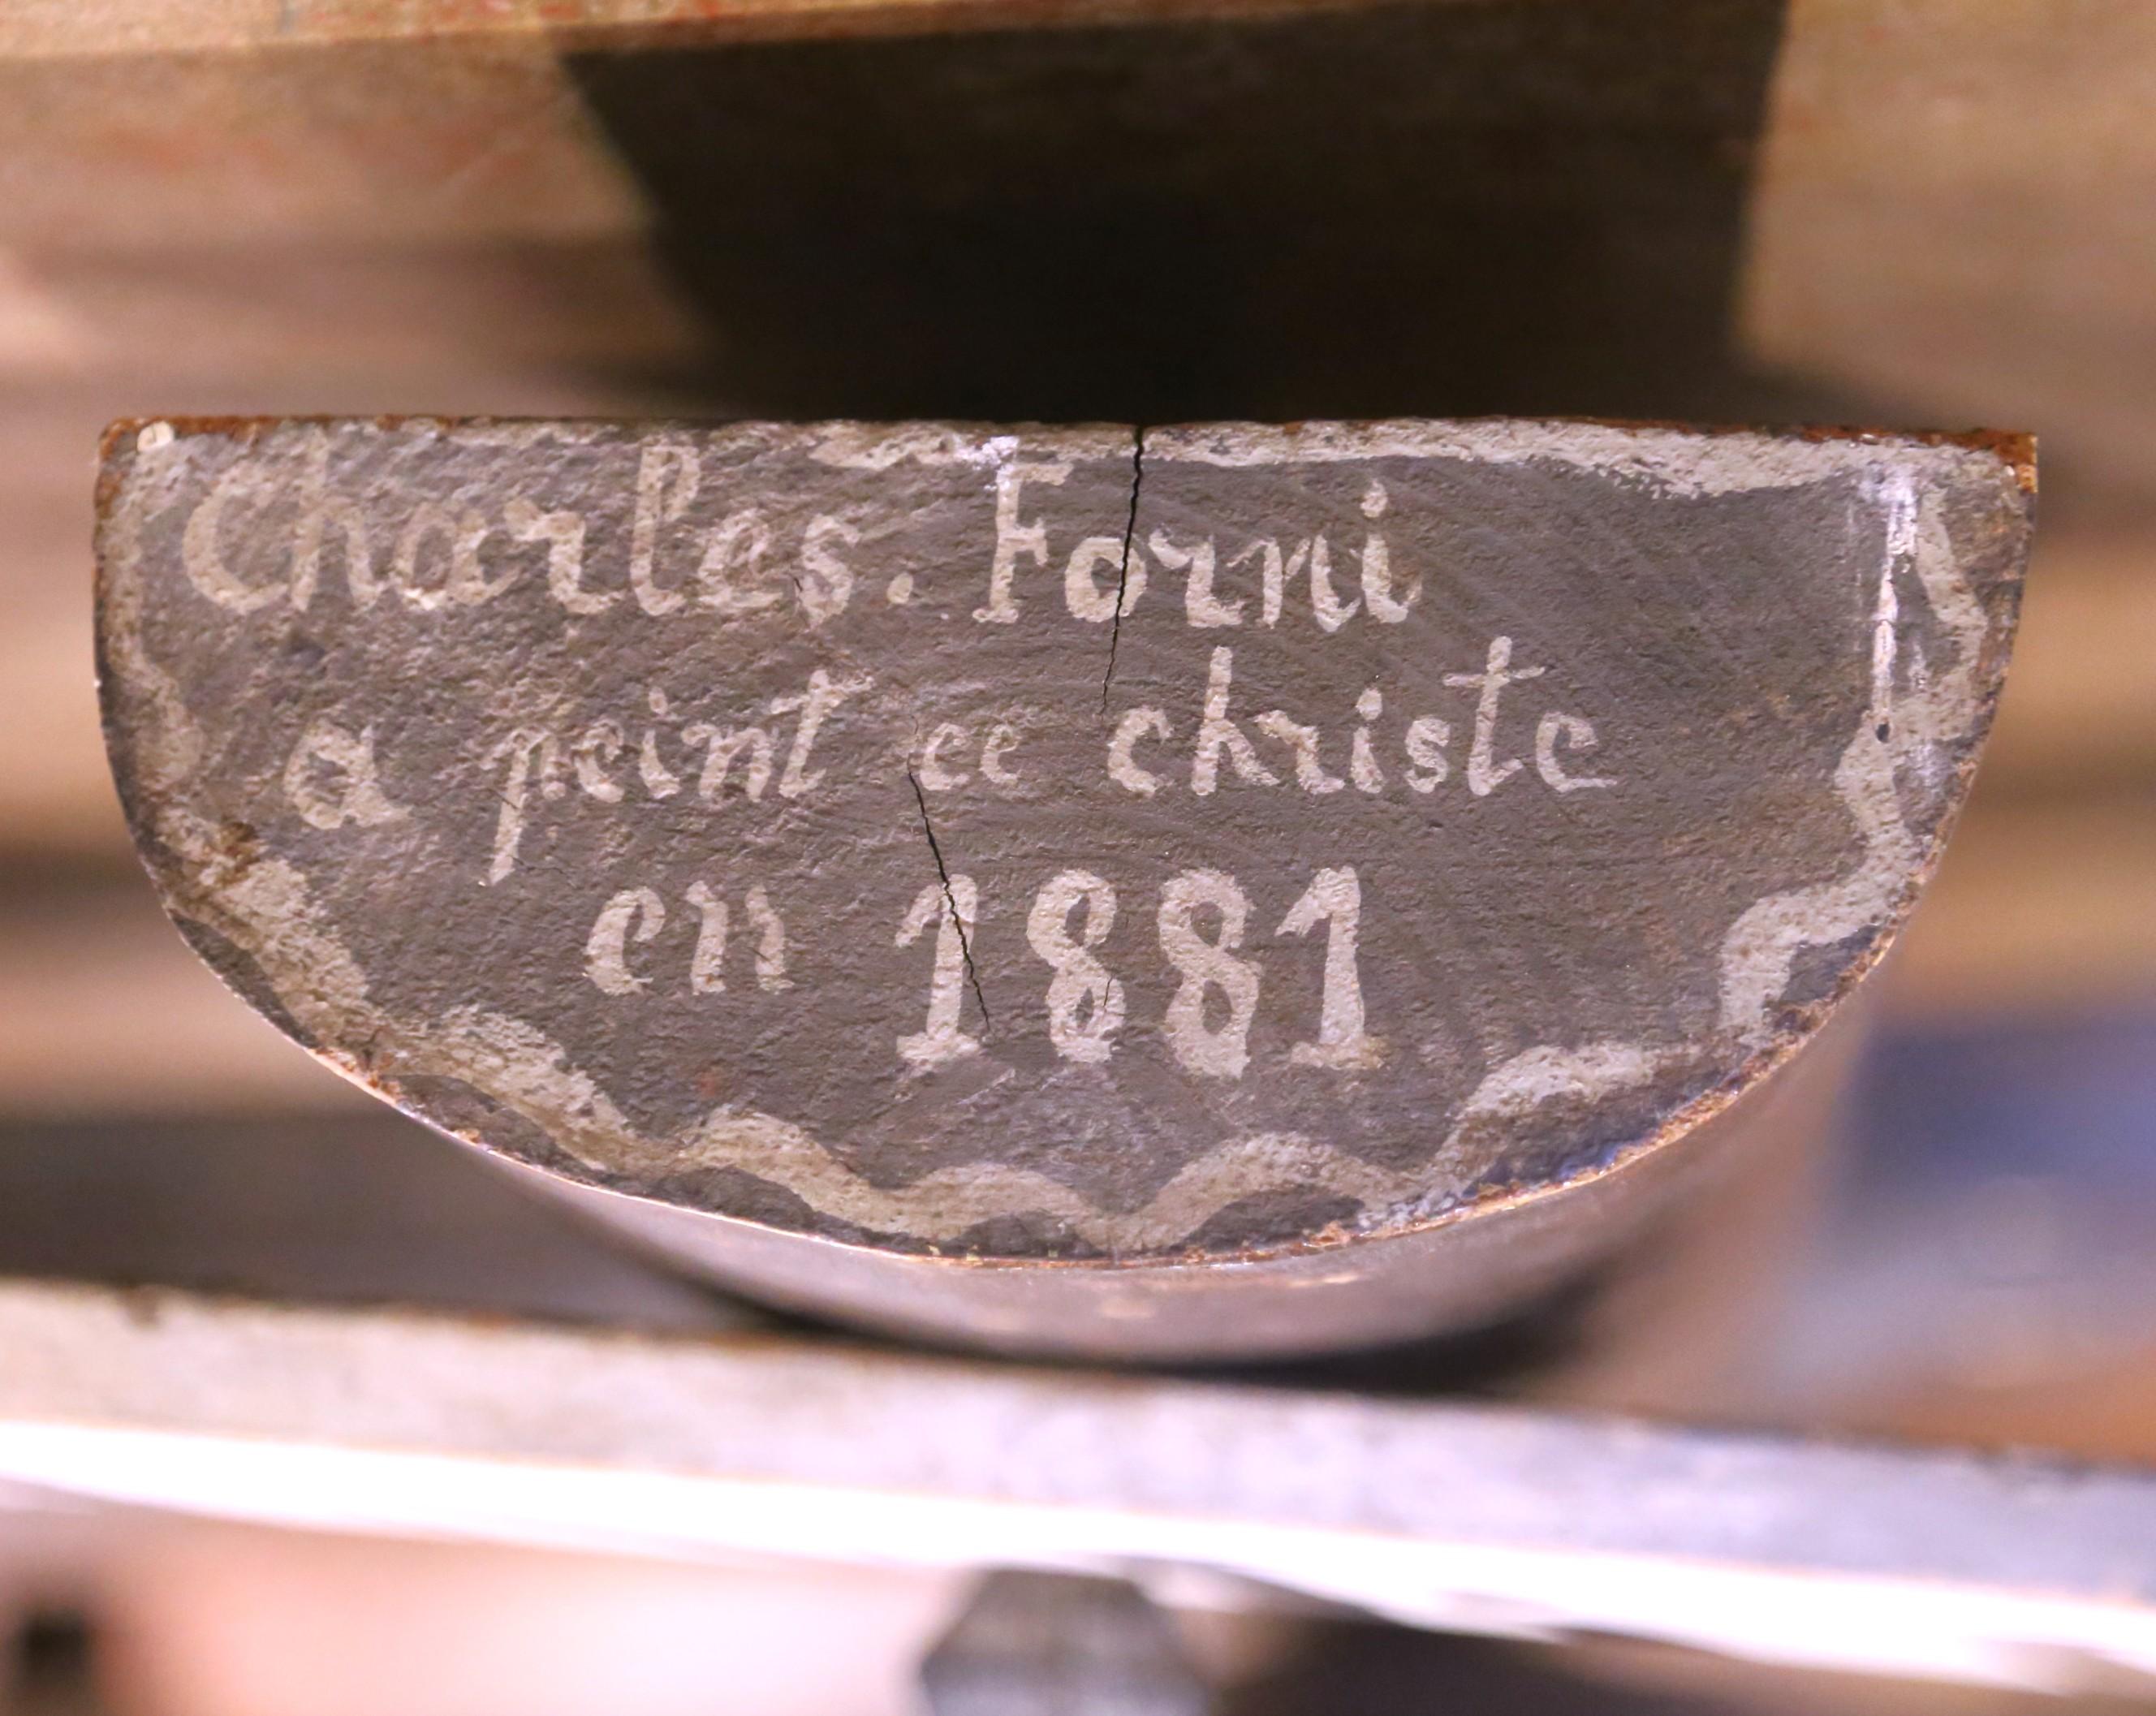 Charles. Forni
a peint ce christe
en 1881